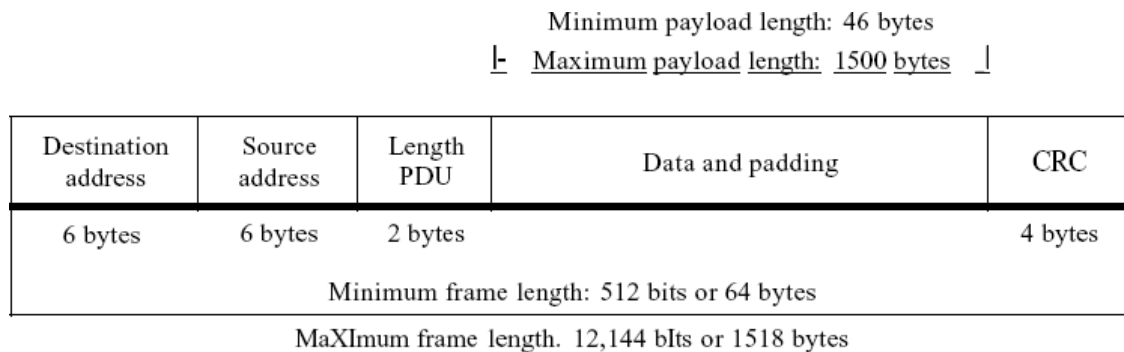 Minimum payload length: 46 bytes
|- Maximum payload length: 1500 bytes _|
Destination address
Source address
Length PDU
Data and padding
CRC
6 bytes
6 bytes
2 bytes
4 bytes
Minimum frame length: 512 bits or 64 bytes
MaXImum frame length. 12,144 bIts or 1518 bytes